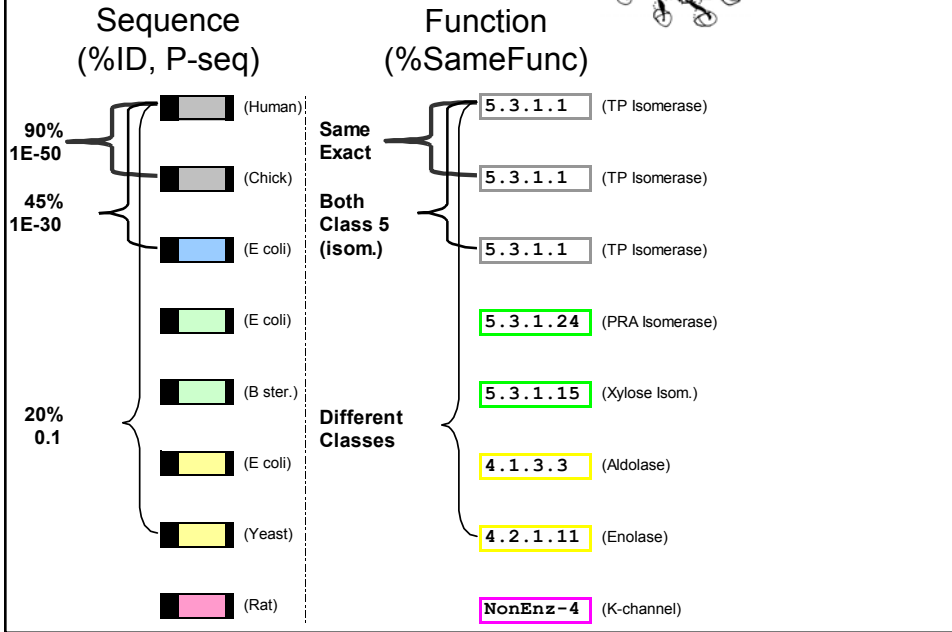 Sequence
(%ID, P-seq)
Function
(%SameFunc)
90%
1E-50
45%
1E-30
20%
0.1
(Human)
(Chick)
(E coli)
(E coli)
(B ster.)
(E coli)
(Yeast)
(Rat)
Same
Exact
Both
Class 5
(isom.)
Different
Classes
5.3.1.1 (TP Isomerase)
5.3.1.1 (TP Isomerase)
5.3.1.1 (TP Isomerase)
5.3.1.24 (PRA Isomerase)
5.3.1.15 (Xylose Isom.)
4.1.3.3 (Aldolase)
4.2.1.11 (Enolase)
NonEnz-4 (K-channel)